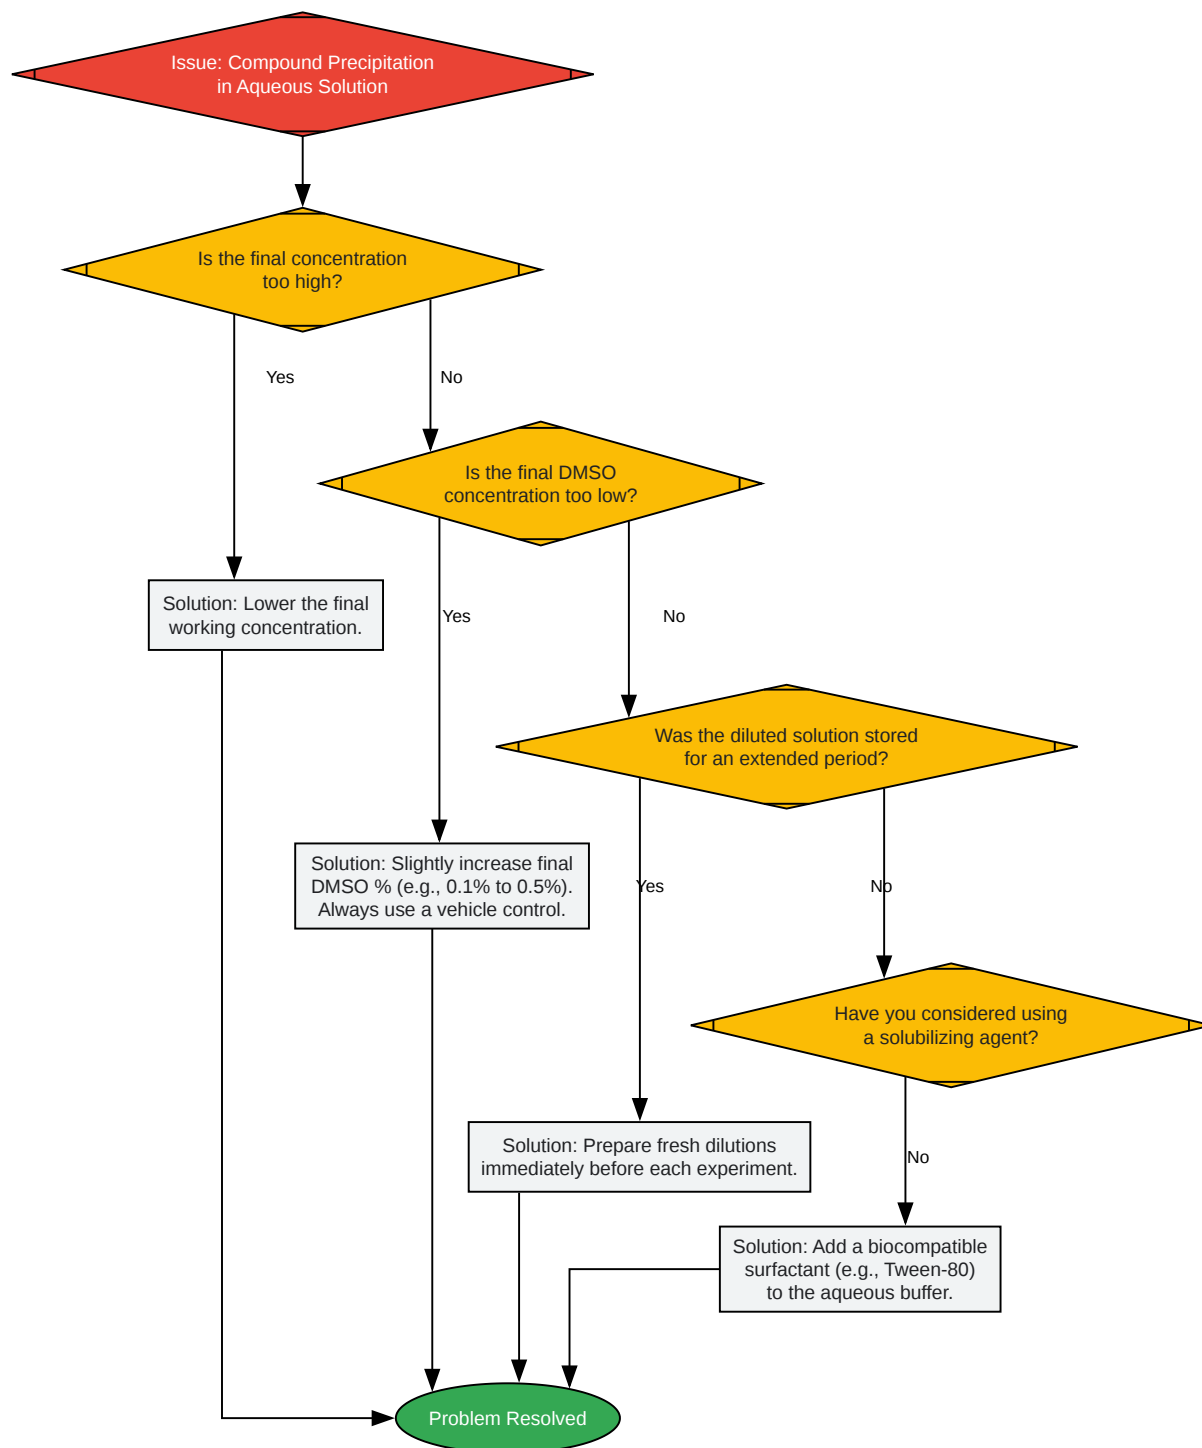 Issue: Compound Precipitation
in Aqueous Solution
Is the final concentration
too high?
Yes
No
Is the final DMSO
concentration too low?
Solution: Lower the final
working concentration.
Yes
No
Was the diluted solution stored
for an extended period?
Solution: Slightly increase final
DMSO % (e.g., 0.1% to 0.5%).
Always use a vehicle control.
Yes
No
Have you considered using
a solubilizing agent?
Solution: Prepare fresh dilutions
immediately before each experiment.
No
Solution: Add a biocompatible
surfactant (e.g., Tween-80)
to the aqueous buffer.
Problem Resolved